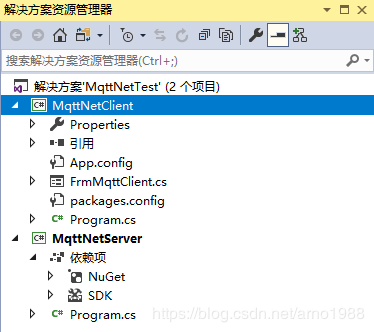 解决方案资源管理器
搜索解决方案资源管理器(Ctrl+;)
解决方案'MqttNetTest' (2 个项目)
C# MqttNetClient
Properties
引用
App.config
FrmMqttClient.cs
packages.config
C# Program.cs
C# MqttNetServer
依赖项
NuGet
SDK
C# Program.cs
https://blog.csdn.net/arno1988